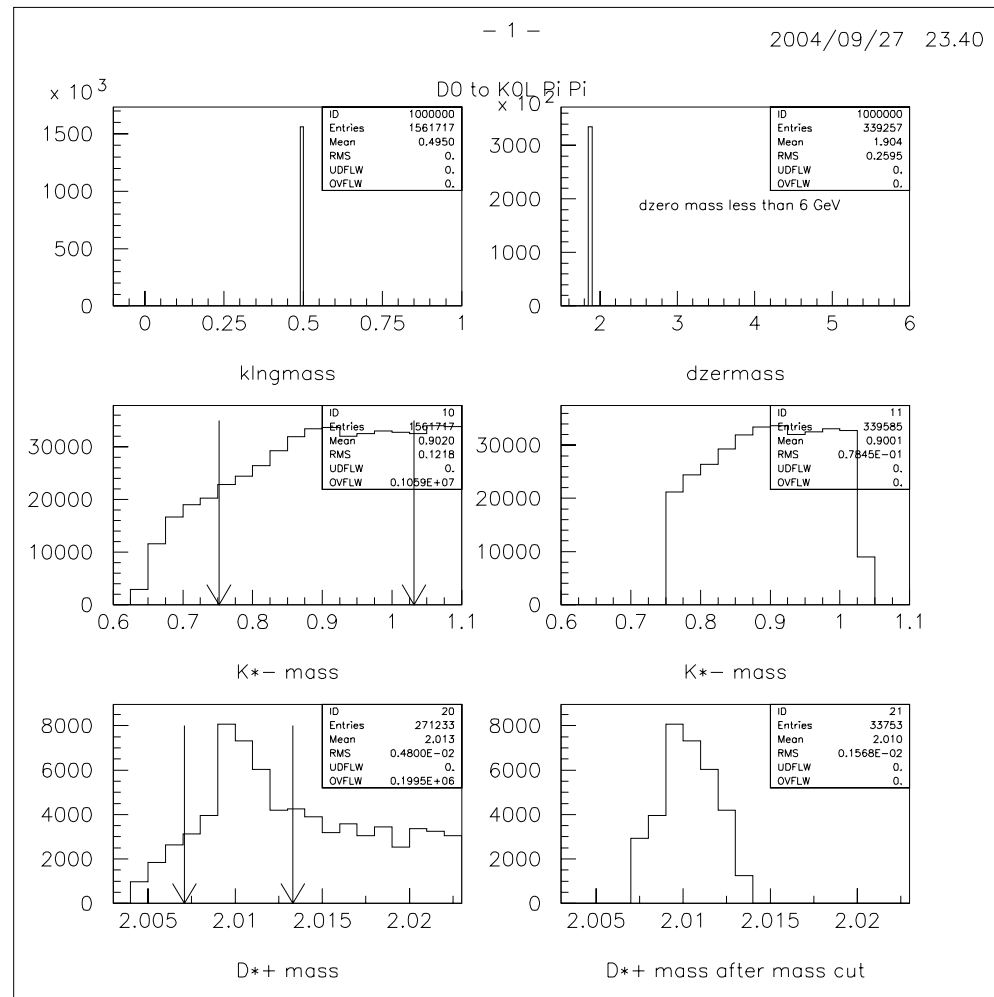 – 1 –
2004/09/27 23.40
D0 to K0L Pi Pi
x 10³
1500
1000
500
0
0 0.25 0.5 0.75 1
klngmass
ID 1000000
Entries 1561717
Mean 0.4950
RMS 0.
UDFLW 0.
OVFLW 0.
x 10²
3000
2000
1000
0
2 3 4 5 6
dzermass
ID 1000000
Entries 339257
Mean 1.904
RMS 0.2595
UDFLW 0.
OVFLW 0.
dzero mass less than 6 GeV
30000
20000
10000
0
0.6 0.7 0.8 0.9 1 1.1
K*– mass
ID 10
Entries 1561717
Mean 0.9020
RMS 0.1218
UDFLW 0.
OVFLW 0.1059E+07
30000
20000
10000
0
0.6 0.7 0.8 0.9 1 1.1
K*– mass
ID 11
Entries 339585
Mean 0.9001
RMS 0.7845E-01
UDFLW 0.
OVFLW 0.
8000
6000
4000
2000
0
2.005 2.01 2.015 2.02
D*+ mass
ID 20
Entries 271233
Mean 2.013
RMS 0.4800E-02
UDFLW 0.
OVFLW 0.1995E+06
8000
6000
4000
2000
0
2.005 2.01 2.015 2.02
D*+ mass after mass cut
ID 21
Entries 33753
Mean 2.010
RMS 0.1568E-02
UDFLW 0.
OVFLW 0.